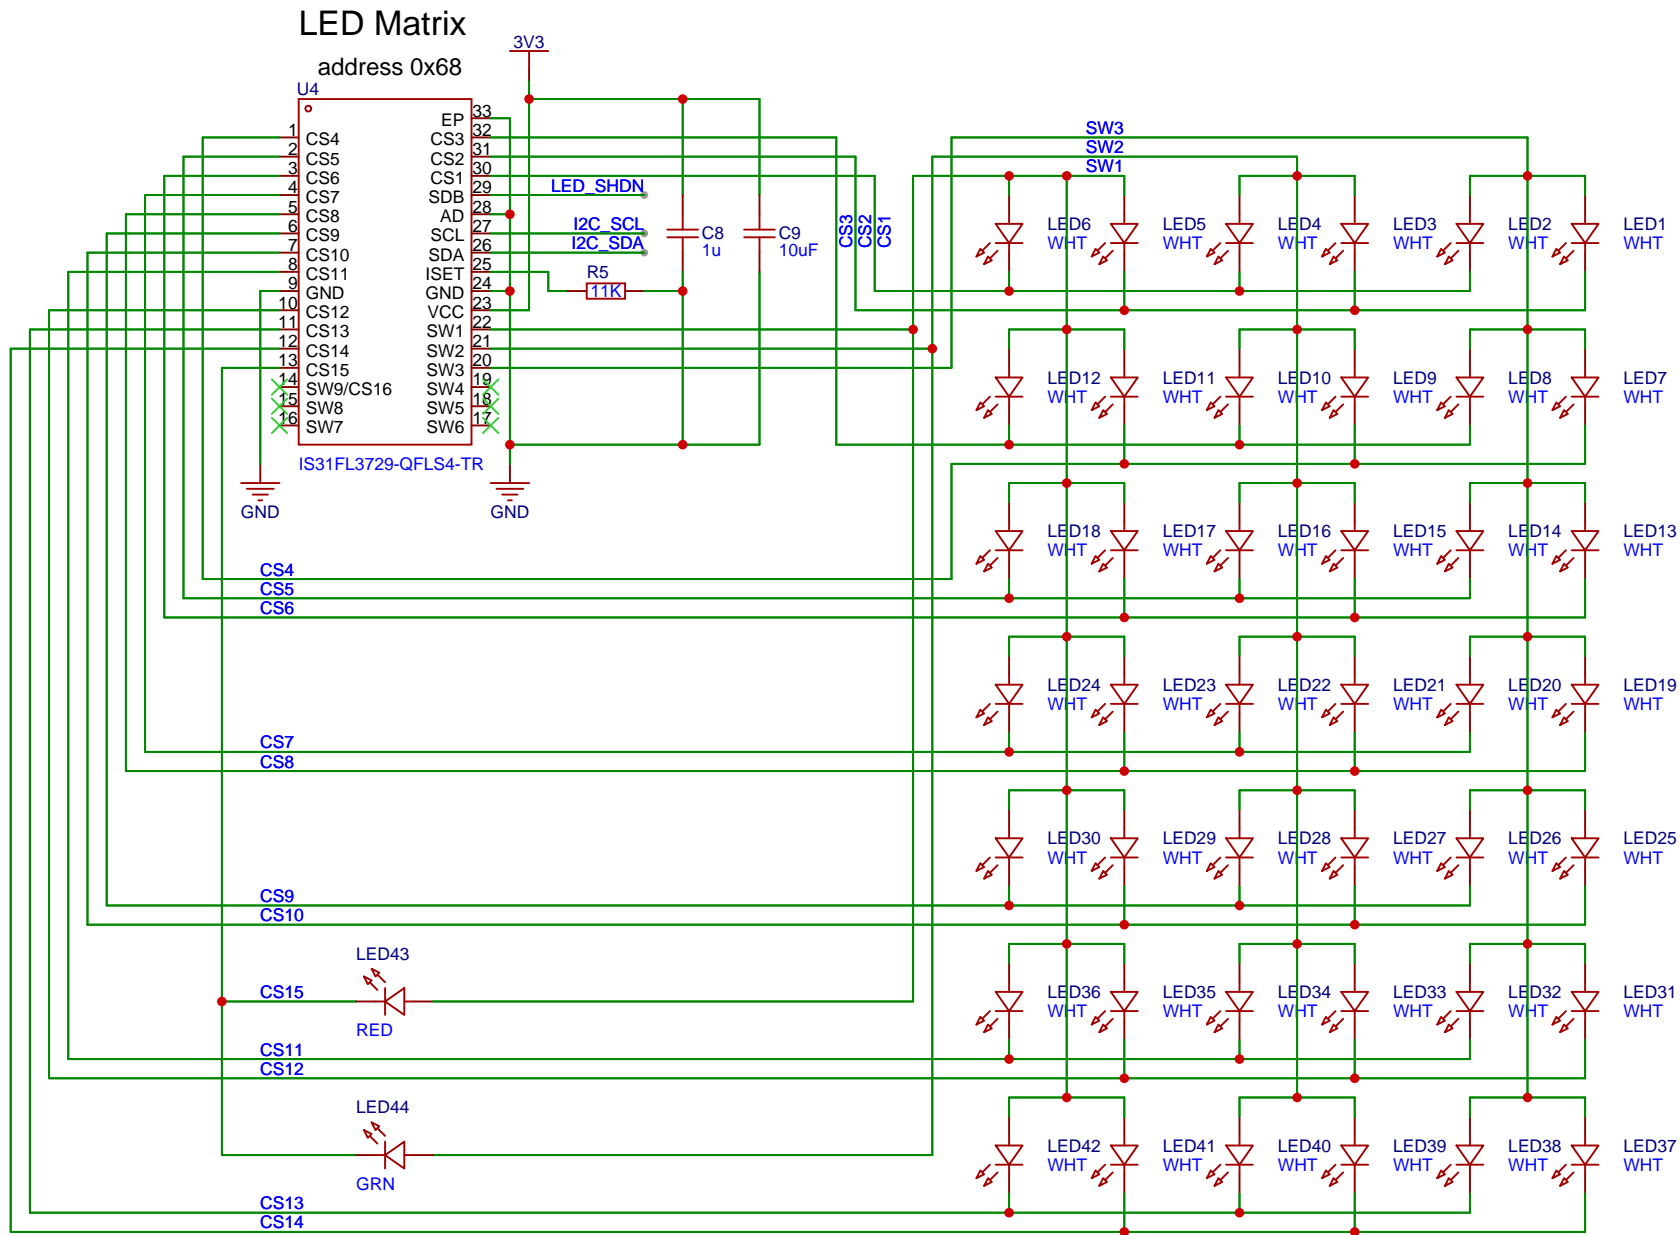 LED Matrix
address 0x68
3V3
U4
1 CS4
2 CS5
3 CS6
4 CS7
5 CS8
6 CS9
7 CS10
8 CS11
9 GND
10 CS12
11 CS13
12 CS14
13 CS15
14 SW9/CS16
15 SW8
16 SW7
EP 33
CS3 32
CS2 31
CS1 30
SDB 29
AD 28
SCL 27
SDA 26
ISET 25
GND 24
VCC 23
SW1 22
SW2 21
SW3 20
SW4 19
SW5 18
SW6 17
IS31FL3729-QFLS4-TR
GND
GND
LED_SHDN
I2C_SCL
I2C_SDA
R5
11K
C8
1u
C9
10uF
CS3
CS2
CS1
SW3
SW2
SW1
LED6 LED5 LED4 LED3 LED2 LED1
WHT WHT WHT WHT WHT WHT
LED12 LED11 LED10 LED9 LED8 LED7
WHT WHT WHT WHT WHT WHT
LED18 LED17 LED16 LED15 LED14 LED13
WHT WHT WHT WHT WHT WHT
CS4
CS5
CS6
LED24 LED23 LED22 LED21 LED20 LED19
WHT WHT WHT WHT WHT WHT
CS7
CS8
LED30 LED29 LED28 LED27 LED26 LED25
WHT WHT WHT WHT WHT WHT
CS9
CS10
LED43
CS15
RED
LED36 LED35 LED34 LED33 LED32 LED31
WHT WHT WHT WHT WHT WHT
CS11
CS12
LED44
GRN
LED42 LED41 LED40 LED39 LED38 LED37
WHT WHT WHT WHT WHT WHT
CS13
CS14